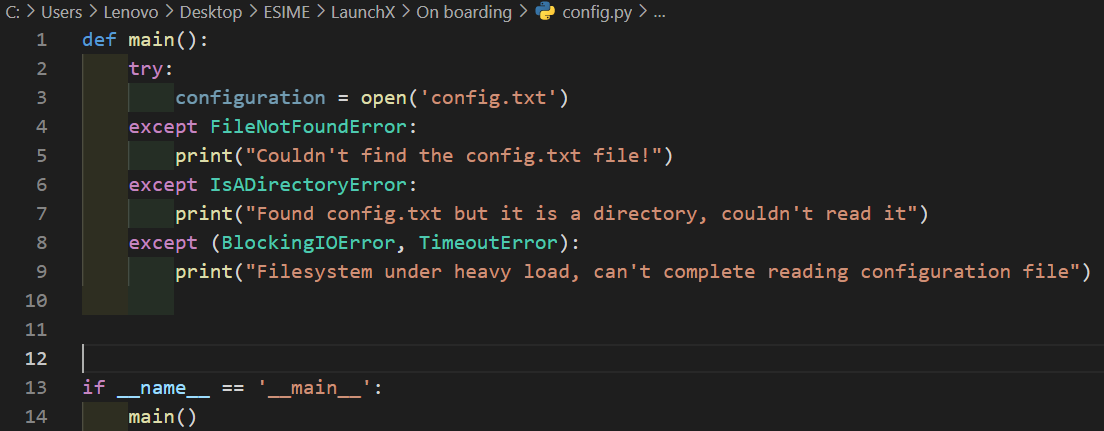 C: > Users > Lenovo > Desktop > ESIME > LaunchX > On boarding > config.py > ...
1 def main():
2     try:
3         configuration = open('config.txt')
4     except FileNotFoundError:
5         print("Couldn't find the config.txt file!")
6     except IsADirectoryError:
7         print("Found config.txt but it is a directory, couldn't read it")
8     except (BlockingIOError, TimeoutError):
9         print("Filesystem under heavy load, can't complete reading configuration file")
10
11
12
13 if __name__ == '__main__':
14     main()